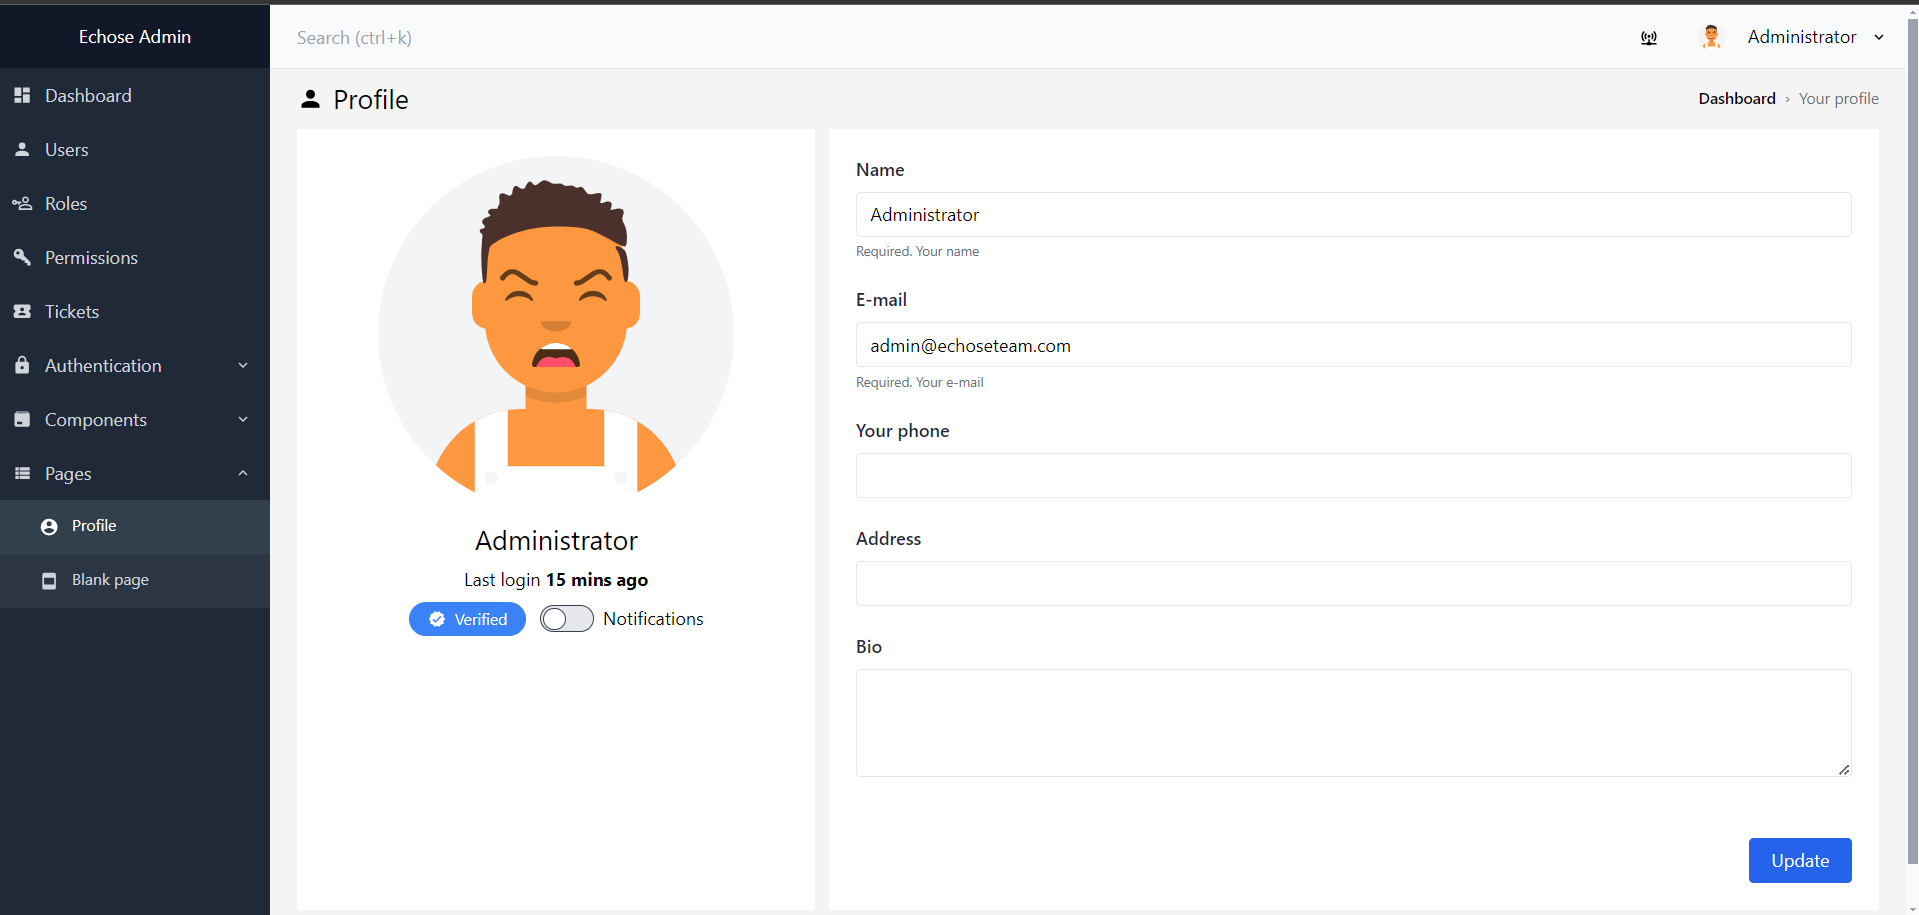 Echose Admin
Search (ctrl+k)
Administrator
Dashboard
Users
Roles
Permissions
Tickets
Authentication
Components
Pages
Profile
Blank page
Profile
Dashboard › Your profile
Administrator
Last login 15 mins ago
Verified
Notifications
Name
Administrator
Required. Your name
E-mail
admin@echoseteam.com
Required. Your e-mail
Your phone
Address
Bio
Update